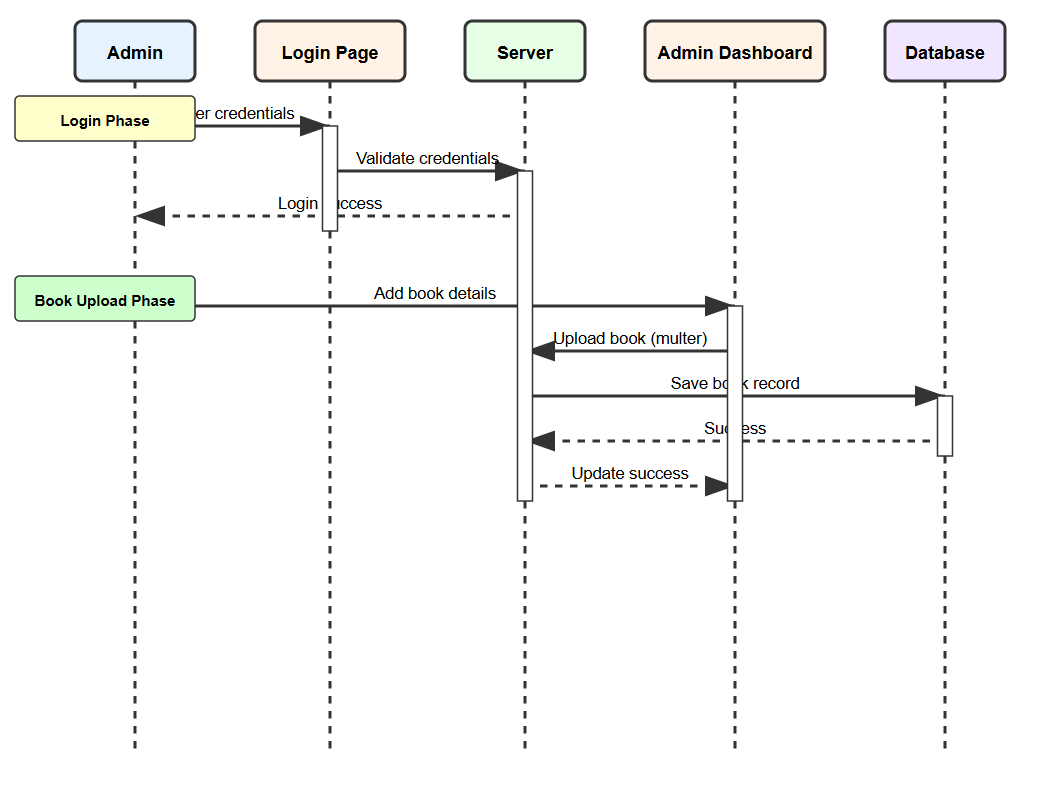 Admin
Login Page
Server
Admin Dashboard
Database
Login Phase
er credentials
Validate credentials
Login success
Book Upload Phase
Add book details
Upload book (multer)
Save book record
Success
Update success